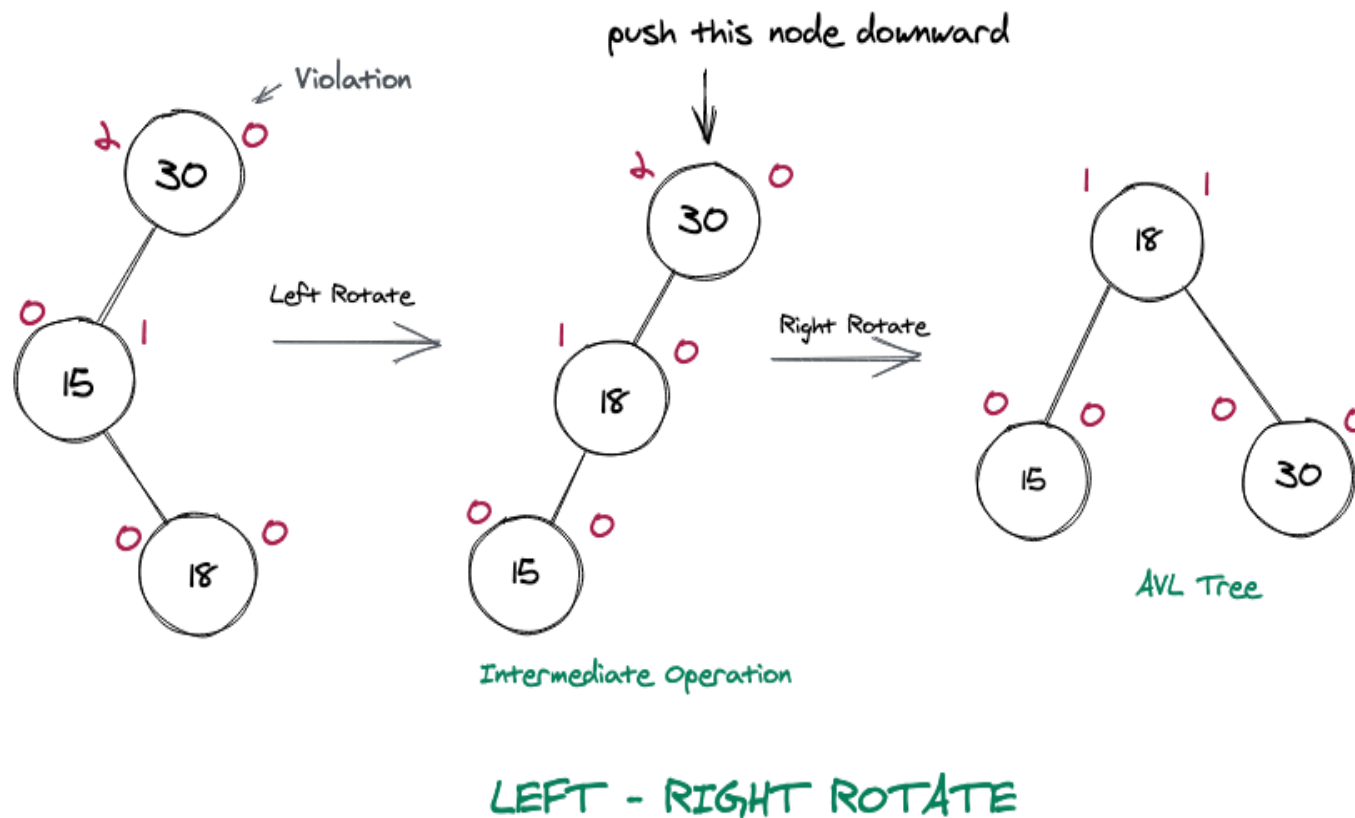 push this node downward
Violation
2 0
30
2 0
30
1 1
18
Left Rotate
0 1
15
1 0
18
Right Rotate
0 0
15
0 0
30
0 0
18
0 0
15
AVL Tree
Intermediate Operation
LEFT - RIGHT ROTATE